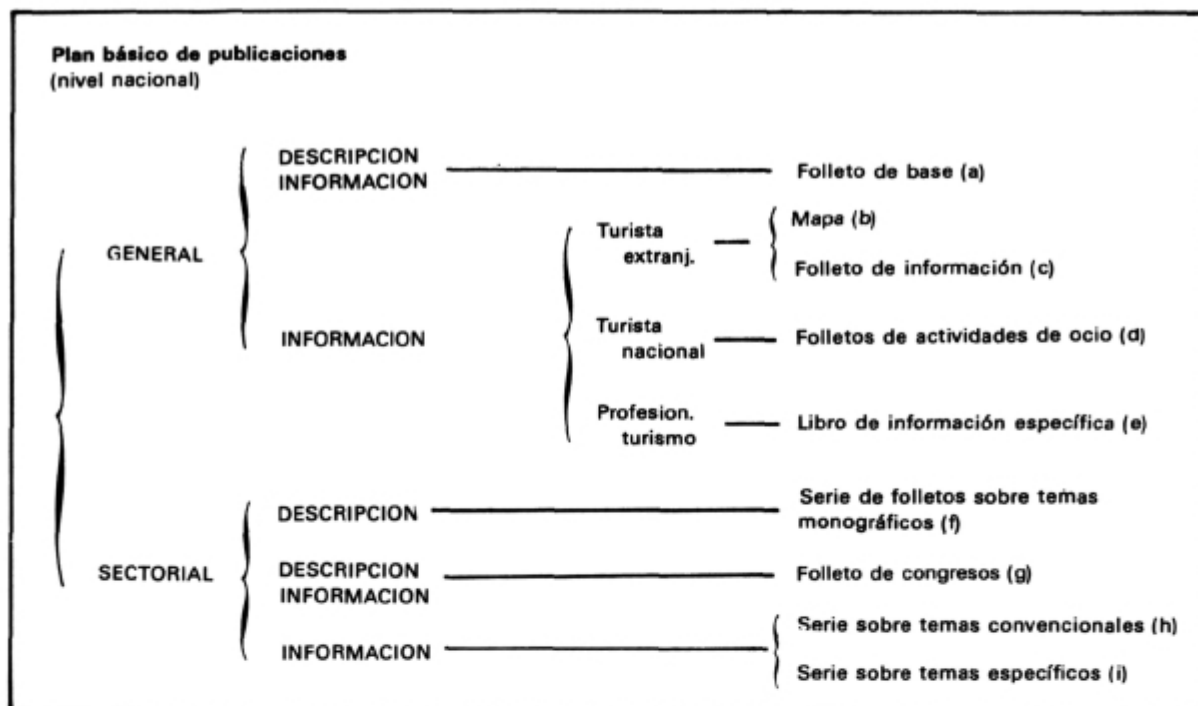 Plan básico de publicaciones
(nivel nacional)
GENERAL
DESCRIPCION
INFORMACION
Folleto de base (a)
INFORMACION
Turista
extranj.
Mapa (b)
Folleto de información (c)
Turista
nacional
Folletos de actividades de ocio (d)
Profesion.
turismo
Libro de información específica (e)
SECTORIAL
DESCRIPCION
Serie de folletos sobre temas
monográficos (f)
DESCRIPCION
INFORMACION
Folleto de congresos (g)
INFORMACION
Serie sobre temas convencionales (h)
Serie sobre temas específicos (i)